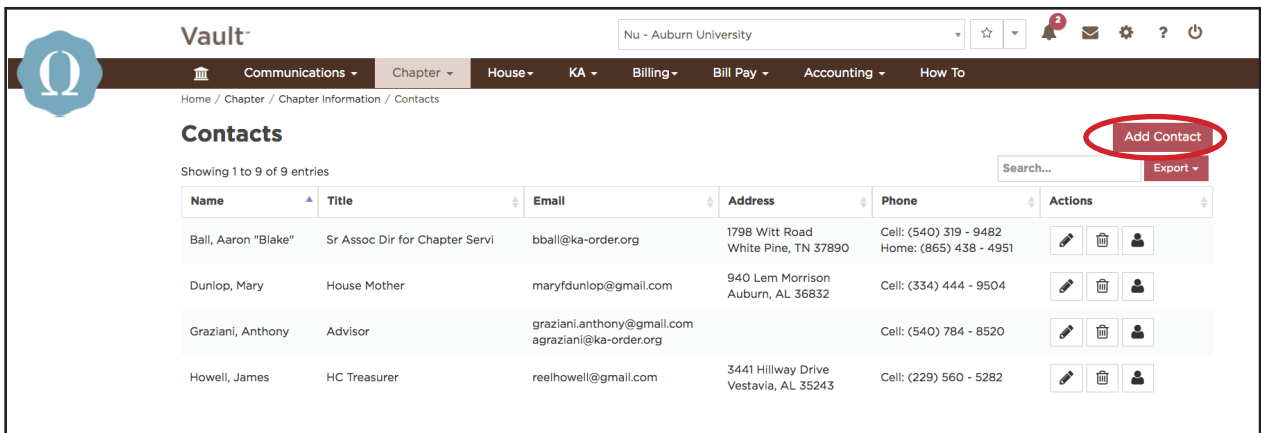 Vault
Nu - Auburn University
2
?
Ω
Communications
Chapter
House
KA
Billing
Bill Pay
Accounting
How To
Home / Chapter / Chapter Information / Contacts
Contacts
Add Contact
Showing 1 to 9 of 9 entries
Search...
Export
Name Title Email Address Phone Actions
Ball, Aaron "Blake" Sr Assoc Dir for Chapter Servi bball@ka-order.org 1798 Witt Road Cell: (540) 319 - 9482
White Pine, TN 37890 Home: (865) 438 - 4951
Dunlop, Mary House Mother maryfdunlop@gmail.com 940 Lem Morrison Cell: (334) 444 - 9504
Auburn, AL 36832
Graziani, Anthony Advisor graziani.anthony@gmail.com Cell: (540) 784 - 8520
agraziani@ka-order.org
Howell, James HC Treasurer reelhowell@gmail.com 3441 Hillway Drive Cell: (229) 560 - 5282
Vestavia, AL 35243